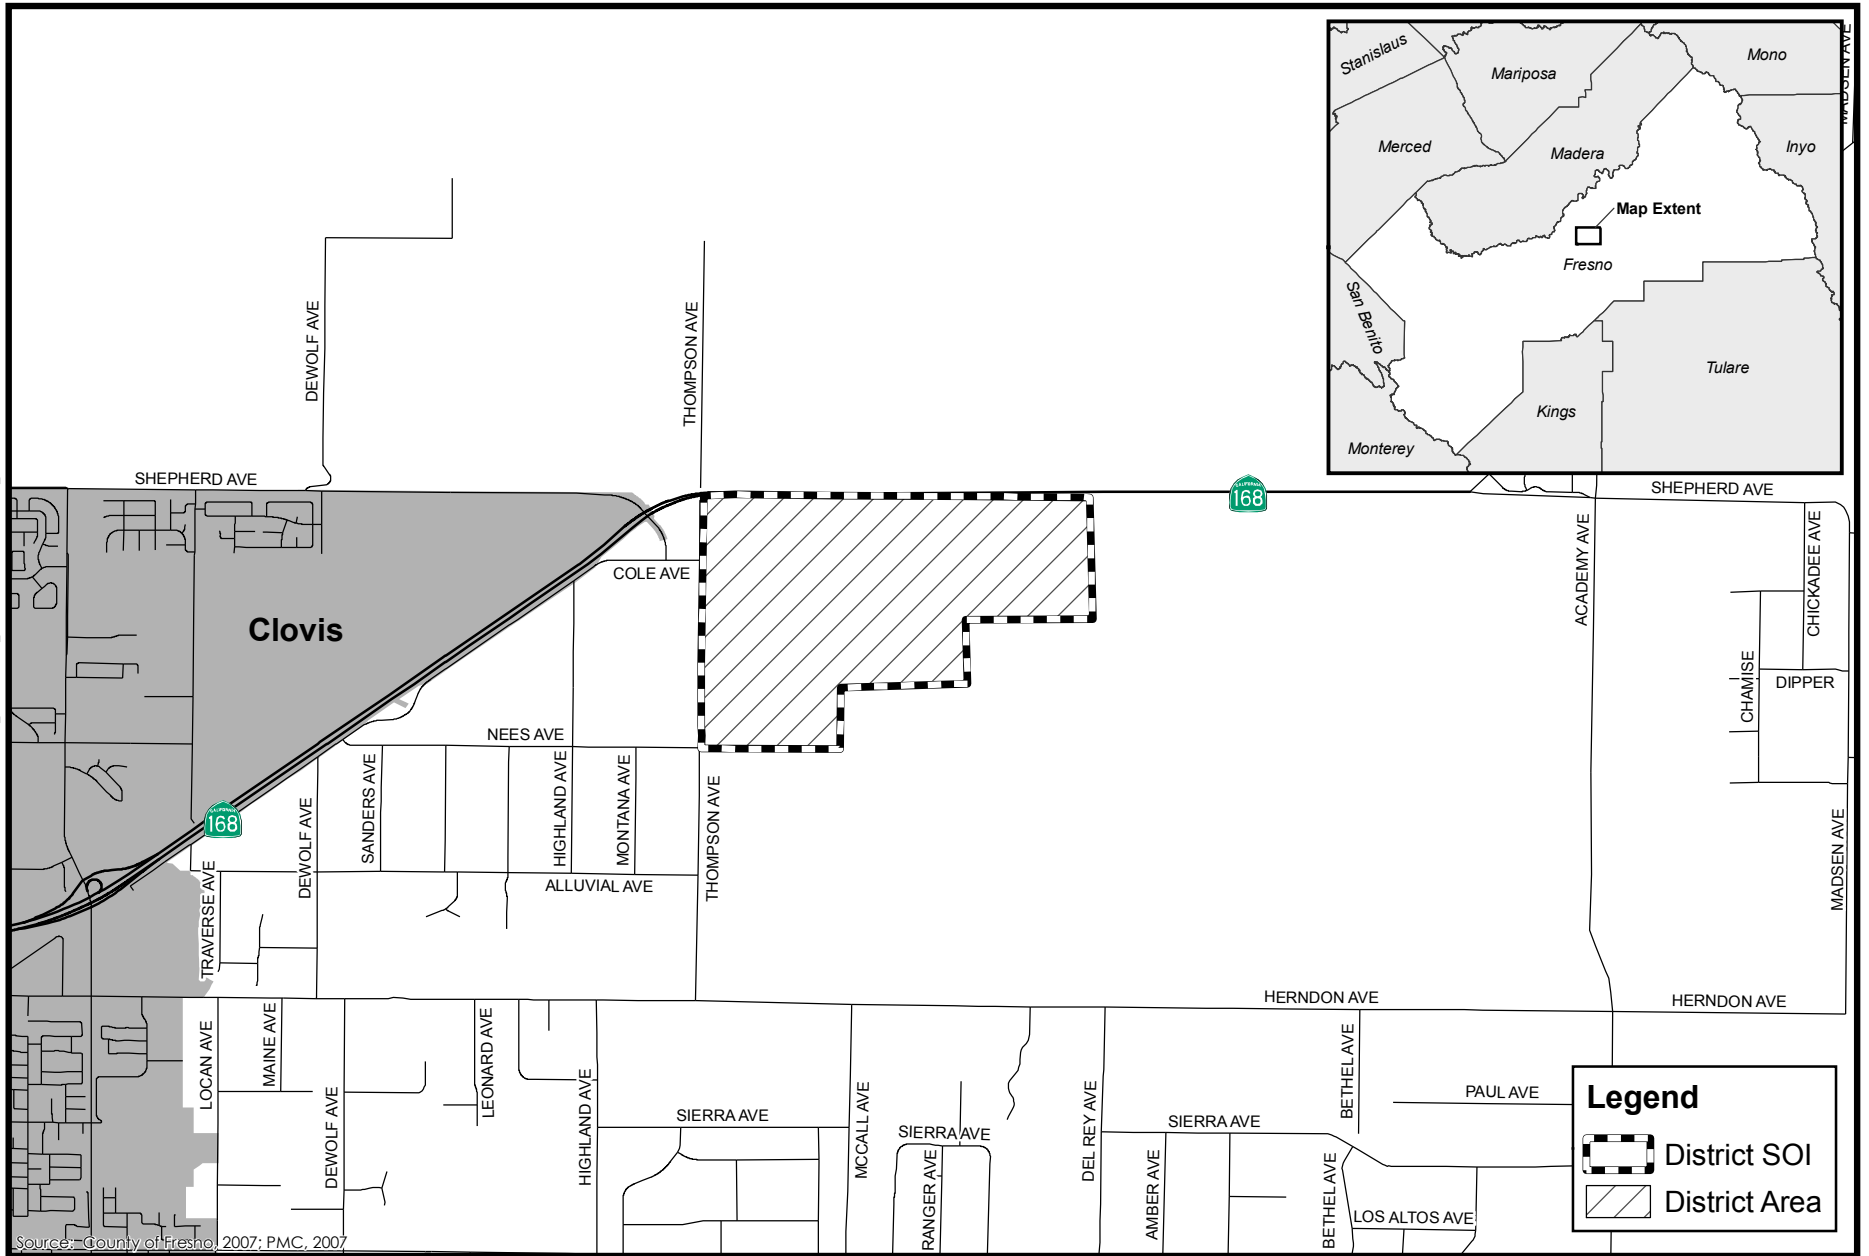 Stanislaus
Mariposa
Mono
MADSEN AVE
Merced
Madera
Inyo
Map Extent
Fresno
San Benito
Tulare
Kings
Monterey
DEWOLF AVE
THOMPSON AVE
SHEPHERD AVE
CALIFORNIA
168
SHEPHERD AVE
COLE AVE
ACADEMY AVE
CHICKADEE AVE
Clovis
CHAMISE
DIPPER
NEES AVE
SANDERS AVE
HIGHLAND AVE
MONTANA AVE
THOMPSON AVE
CALIFORNIA
168
DEWOLF AVE
MADSEN AVE
TRAVERSE AVE
ALLUVIAL AVE
HERNDON AVE
HERNDON AVE
LOCAN AVE
MAINE AVE
LEONARD AVE
DEWOLF AVE
HIGHLAND AVE
SIERRA AVE
MCCALL AVE
SIERRA AVE
RANGER AVE
DEL REY AVE
SIERRA AVE
AMBER AVE
BETHEL AVE
BETHEL AVE
PAUL AVE
LOS ALTOS AVE
Legend
District SOI
District Area
Source: County of Fresno, 2007; PMC, 2007